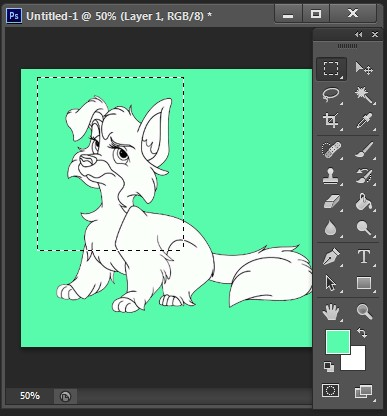 Ps Untitled-1 @ 50% (Layer 1, RGB/8) *
T
50%